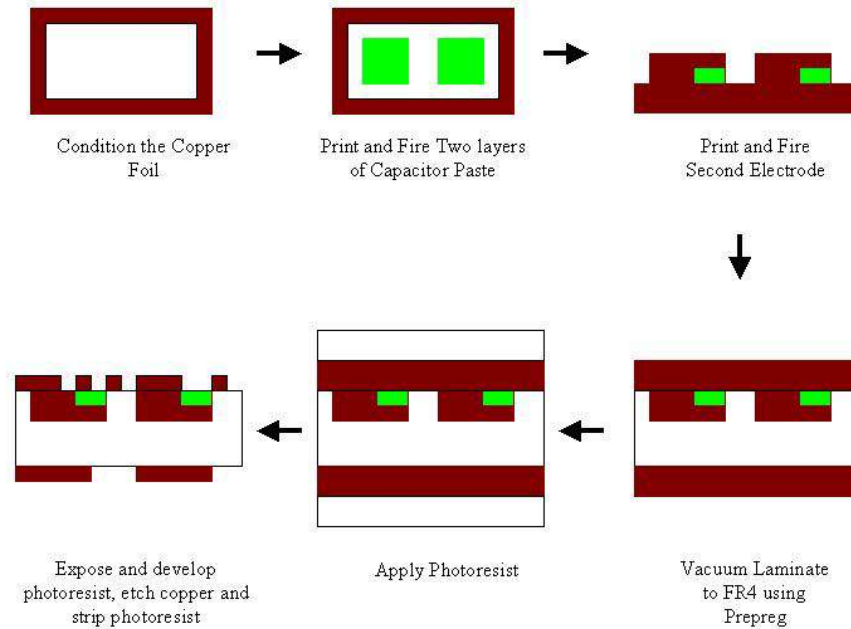 Condition the Copper
Foil
Print and Fire Two layers
of Capacitor Paste
Print and Fire
Second Electrode
Vacuum Laminate
to FR4 using
Prepreg
Apply Photoresist
Expose and develop
photoresist, etch copper and
strip photoresist